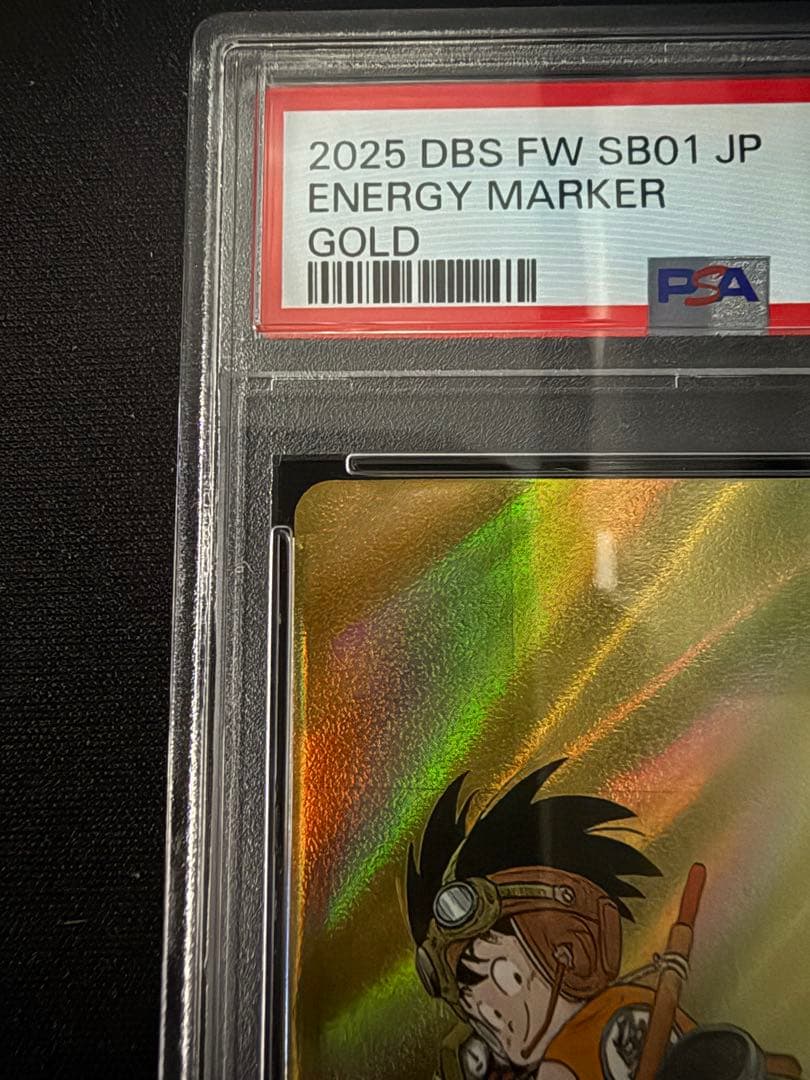 2025 DBS FW SB01 JP
ENERGY MARKER
GOLD
PSA